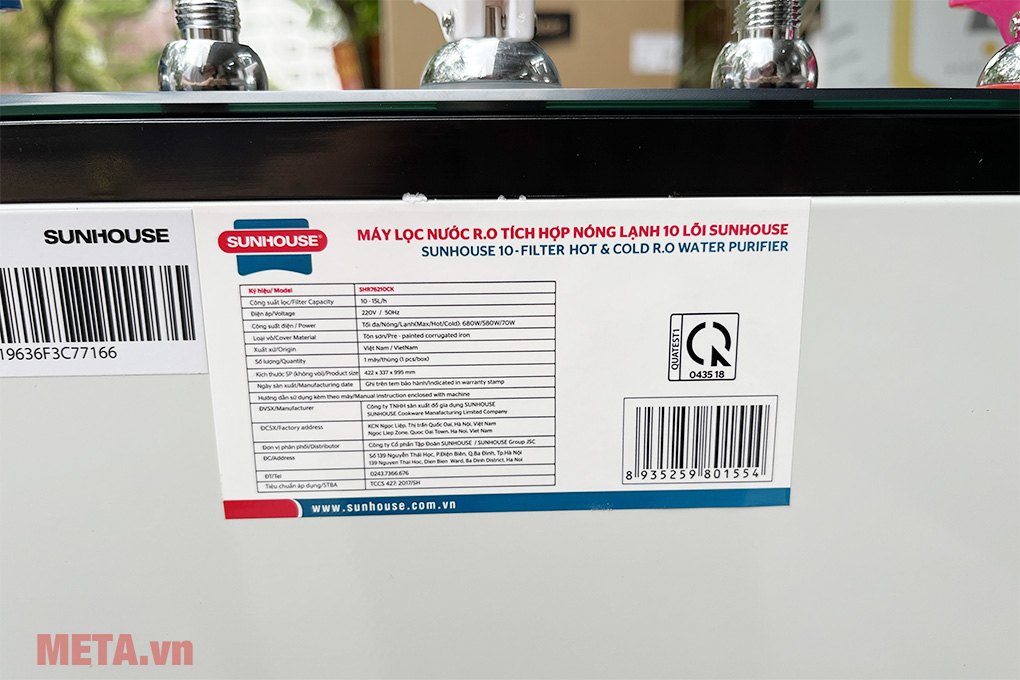 SUNHOUSE
19636F3C77166
SUNHOUSE®
MÁY LỌC NƯỚC R.O TÍCH HỢP NÓNG LẠNH 10 LÕI SUNHOUSE
SUNHOUSE 10-FILTER HOT & COLD R.O WATER PURIFIER
Ký hiệu/ Model SHR76210CK
Công suất lọc/Filter Capacity 10 - 15L/h
Điện áp/Voltage 220V / 50Hz
Công suất điện / Power Tối đa/Nóng/Lạnh(Max/Hot/Cold): 680W/580W/70W
Loại vỏ/Cover Material Tôn sơn/Pre - painted corrugated iron
Xuất xứ/Origin Việt Nam / VietNam
Số lượng/Quantity 1 máy/thùng (1 pcs/box)
Kích thước SP (không vòi)/Product size 422 x 337 x 995 mm
Ngày sản xuất/Manufacturing date Ghi trên tem bảo hành/Indicated in warranty stamp
Hướng dẫn sử dụng kèm theo máy/Manual instruction enclosed with machine
ĐVSX/Manufacturer Công ty TNHH sản xuất đồ gia dụng SUNHOUSE
SUNHOUSE Cookware Manufacturing Limited Company
ĐCSX/Factory address KCN Ngọc Liệp, Thị trấn Quốc Oai, Hà Nội, Việt Nam
Ngoc Liep Zone, Quoc Oai Town, Ha Noi, Viet Nam
Đơn vị phân phối/Distributor Công ty Cổ phần Tập Đoàn SUNHOUSE / SUNHOUSE Group JSC
ĐC/Address Số 139 Nguyễn Thái Học, P.Điện Biên, Q.Ba Đình, Tp.Hà Nội
139 Nguyen Thai Hoc, Dien Bien Ward, Ba Dinh District, Ha Noi
ĐT/Tel 0243.7366.676
Tiêu chuẩn áp dụng/STBA TCCS 427: 2017/SH
QUATEST1
043518
8 935259 801554
www.sunhouse.com.vn
META.vn